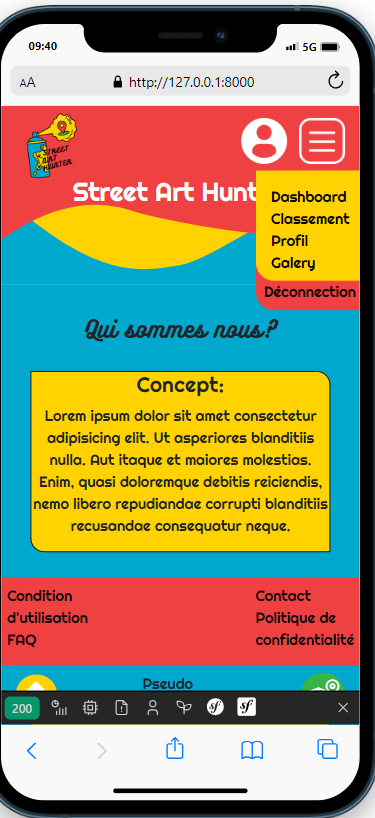 09:40
5G
AA
http://127.0.0.1:8000
STREET
ART
HUNTER
Street Art Hunt
Dashboard
Classement
Profil
Galery
Déconnection
Qui sommes nous?
Concept:
Lorem ipsum dolor sit amet consectetur
adipisicing elit. Ut asperiores blanditiis
nulla. Aut itaque et maiores molestias.
Enim, quasi doloremque debitis reiciendis,
nemo libero repudiandae corrupti blanditiis
recusandae consequatur neque.
Condition
d'utilisation
FAQ
Contact
Politique de
confidentialité
Pseudo
200
sf
sf